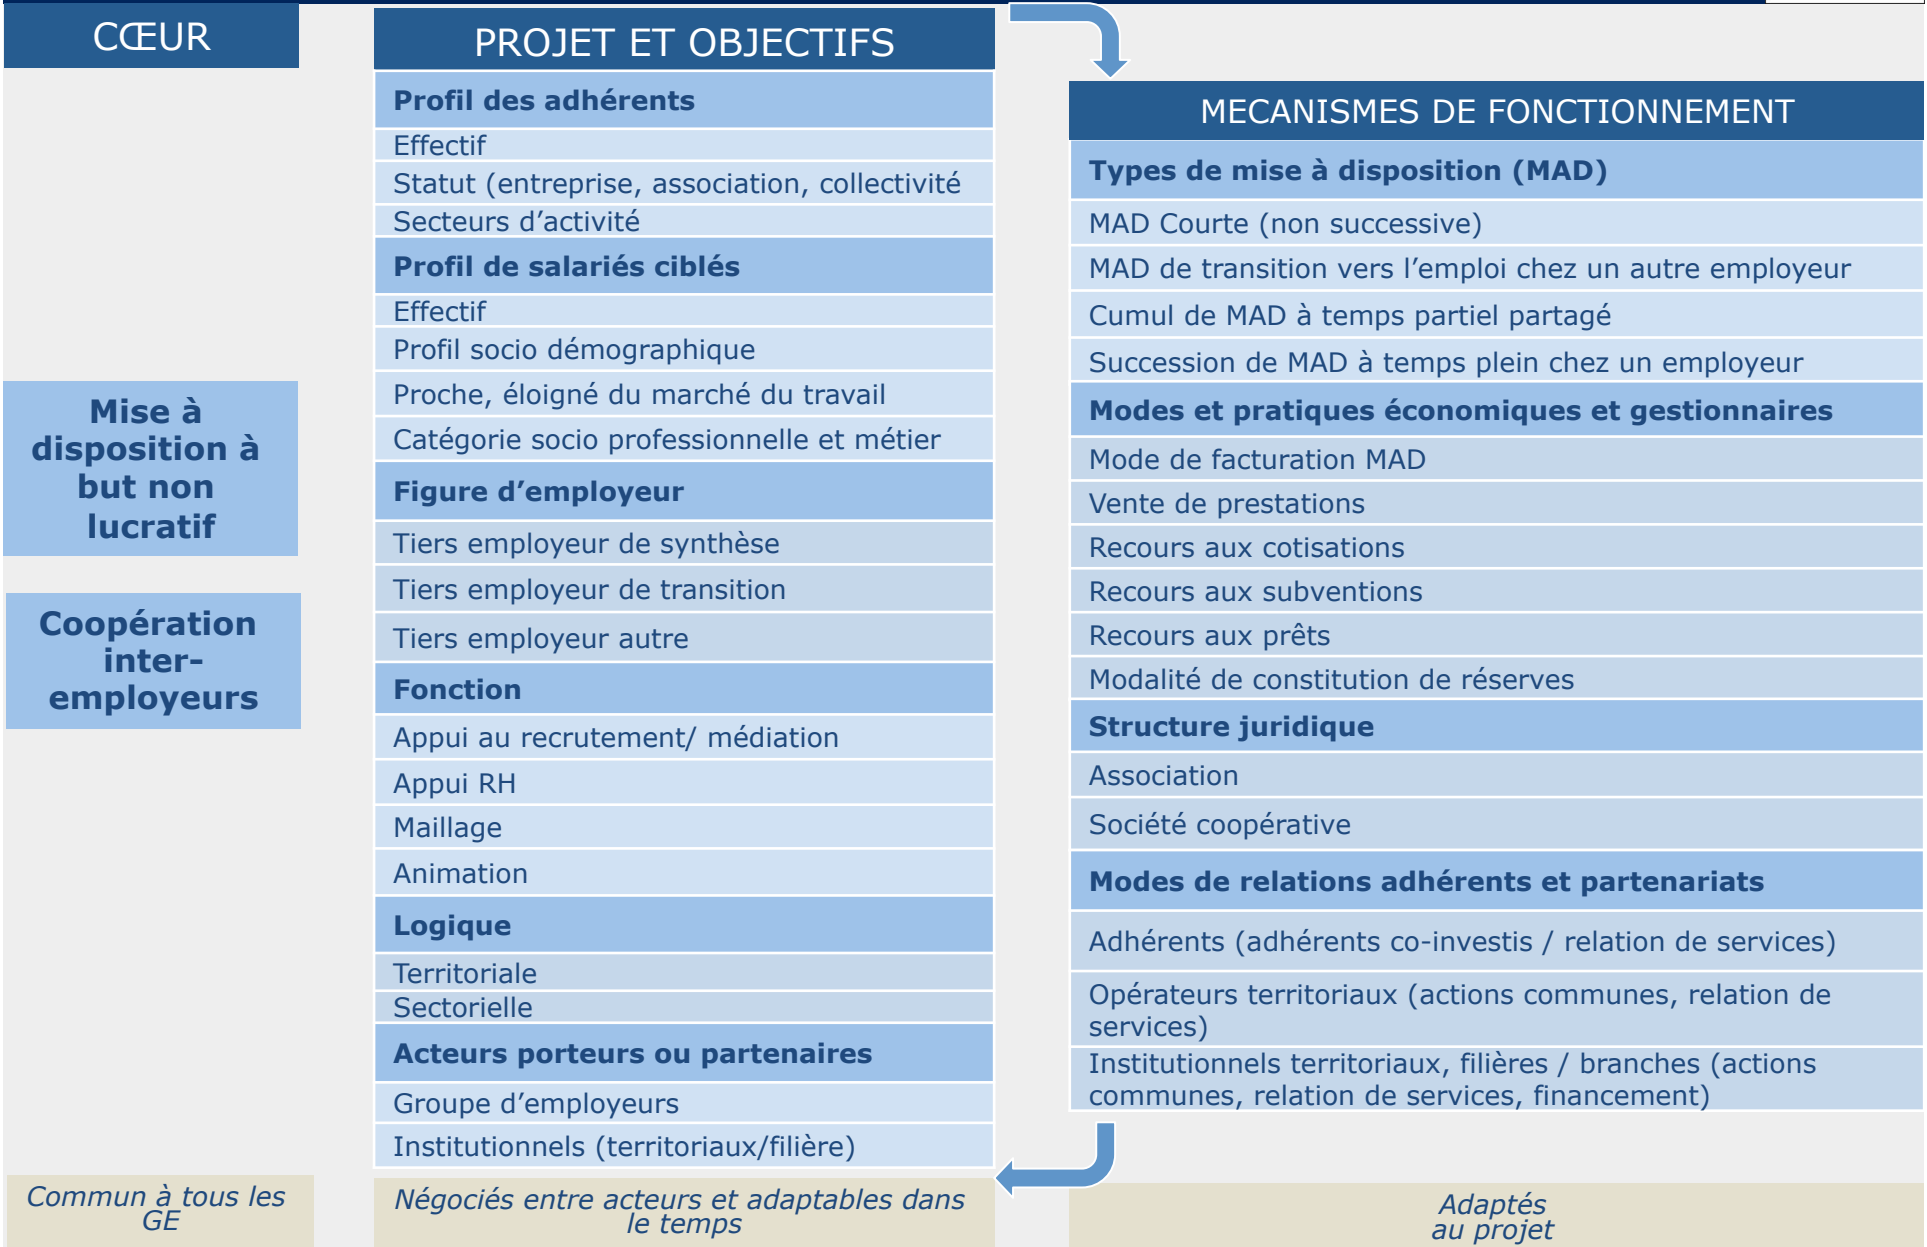 CŒUR
Mise à
disposition à
but non
lucratif
Coopération
inter-
employeurs
Commun à tous les
GE
PROJET ET OBJECTIFS
Profil des adhérents
Effectif
Statut (entreprise, association, collectivité
Secteurs d’activité
Profil de salariés ciblés
Effectif
Profil socio démographique
Proche, éloigné du marché du travail
Catégorie socio professionnelle et métier
Figure d’employeur
Tiers employeur de synthèse
Tiers employeur de transition
Tiers employeur autre
Fonction
Appui au recrutement/ médiation
Appui RH
Maillage
Animation
Logique
Territoriale
Sectorielle
Acteurs porteurs ou partenaires
Groupe d’employeurs
Institutionnels (territoriaux/filière)
Négociés entre acteurs et adaptables dans
le temps
MECANISMES DE FONCTIONNEMENT
Types de mise à disposition (MAD)
MAD Courte (non successive)
MAD de transition vers l’emploi chez un autre employeur
Cumul de MAD à temps partiel partagé
Succession de MAD à temps plein chez un employeur
Modes et pratiques économiques et gestionnaires
Mode de facturation MAD
Vente de prestations
Recours aux cotisations
Recours aux subventions
Recours aux prêts
Modalité de constitution de réserves
Structure juridique
Association
Société coopérative
Modes de relations adhérents et partenariats
Adhérents (adhérents co-investis / relation de services)
Opérateurs territoriaux (actions communes, relation de
services)
Institutionnels territoriaux, filières / branches (actions
communes, relation de services, financement)
Adaptés
au projet